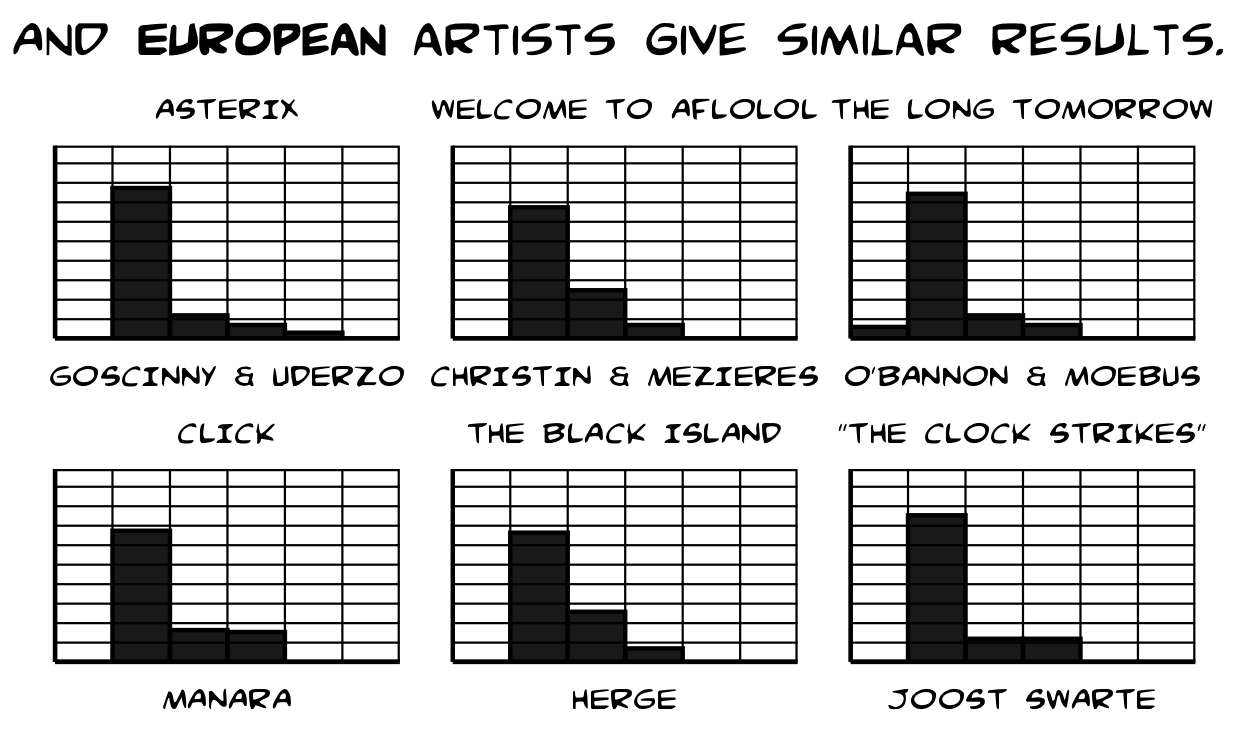 AND EUROPEAN ARTISTS GIVE SIMILAR RESULTS.
ASTERIX
WELCOME TO AFLOLOL
THE LONG TOMORROW
GOSCINNY & UDERZO
CHRISTIN & MEZIERES
O'BANNON & MOEBUS
CLICK
THE BLACK ISLAND
"THE CLOCK STRIKES"
MANARA
HERGE
JOOST SWARTE